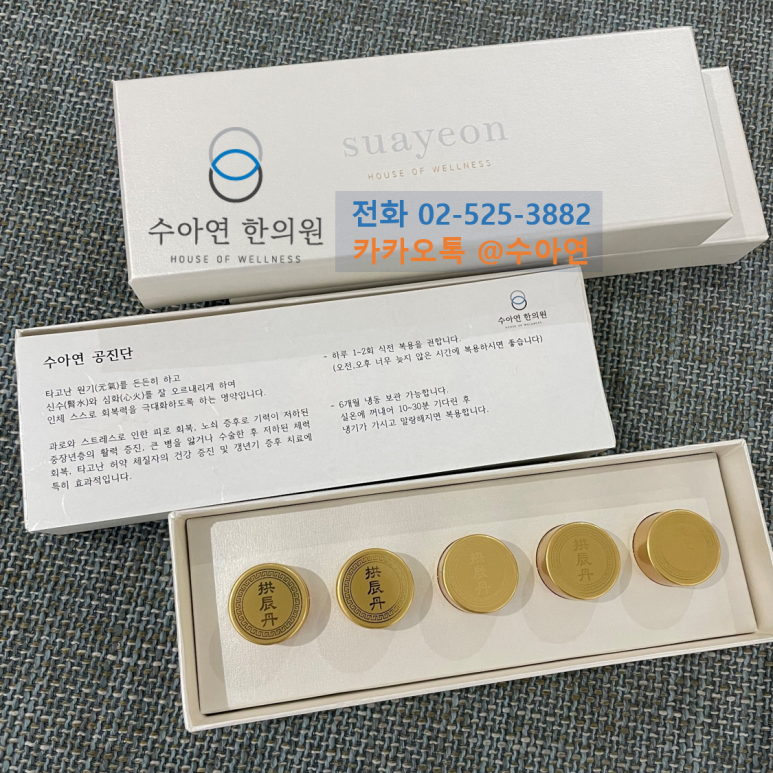 suayeon
HOUSE OF WELLNESS
수아연 한의원
HOUSE OF WELLNESS
전화 02-525-3882
카카오톡 @수아연
수아연 한의원
HOUSE OF WELLNESS
수아연 공진단
타고난 원기(元氣)를 든든히 하고
신수(腎水)와 심화(心火)를 잘 오르내리게 하여
인체 스스로 회복력을 극대화하도록 하는 명약입니다.
과로와 스트레스로 인한 피로 회복, 노쇠 증후로 기력이 저하된
중장년층의 활력 증진, 큰 병을 앓거나 수술한 후 저하된 체력
회복, 타고난 허약 체질자의 건강 증진 및 갱년기 증후 치료에
특히 효과적입니다.
- 하루 1~2회 식전 복용을 권합니다.
(오전,오후 너무 늦지 않은 시간에 복용하시면 좋습니다)
- 6개월 냉동 보관 가능합니다.
실온에 꺼내어 10~30분 기다린 후
냉기가 가시고 말랑해지면 복용합니다.
拱辰丹
拱辰丹
拱辰丹
拱辰丹